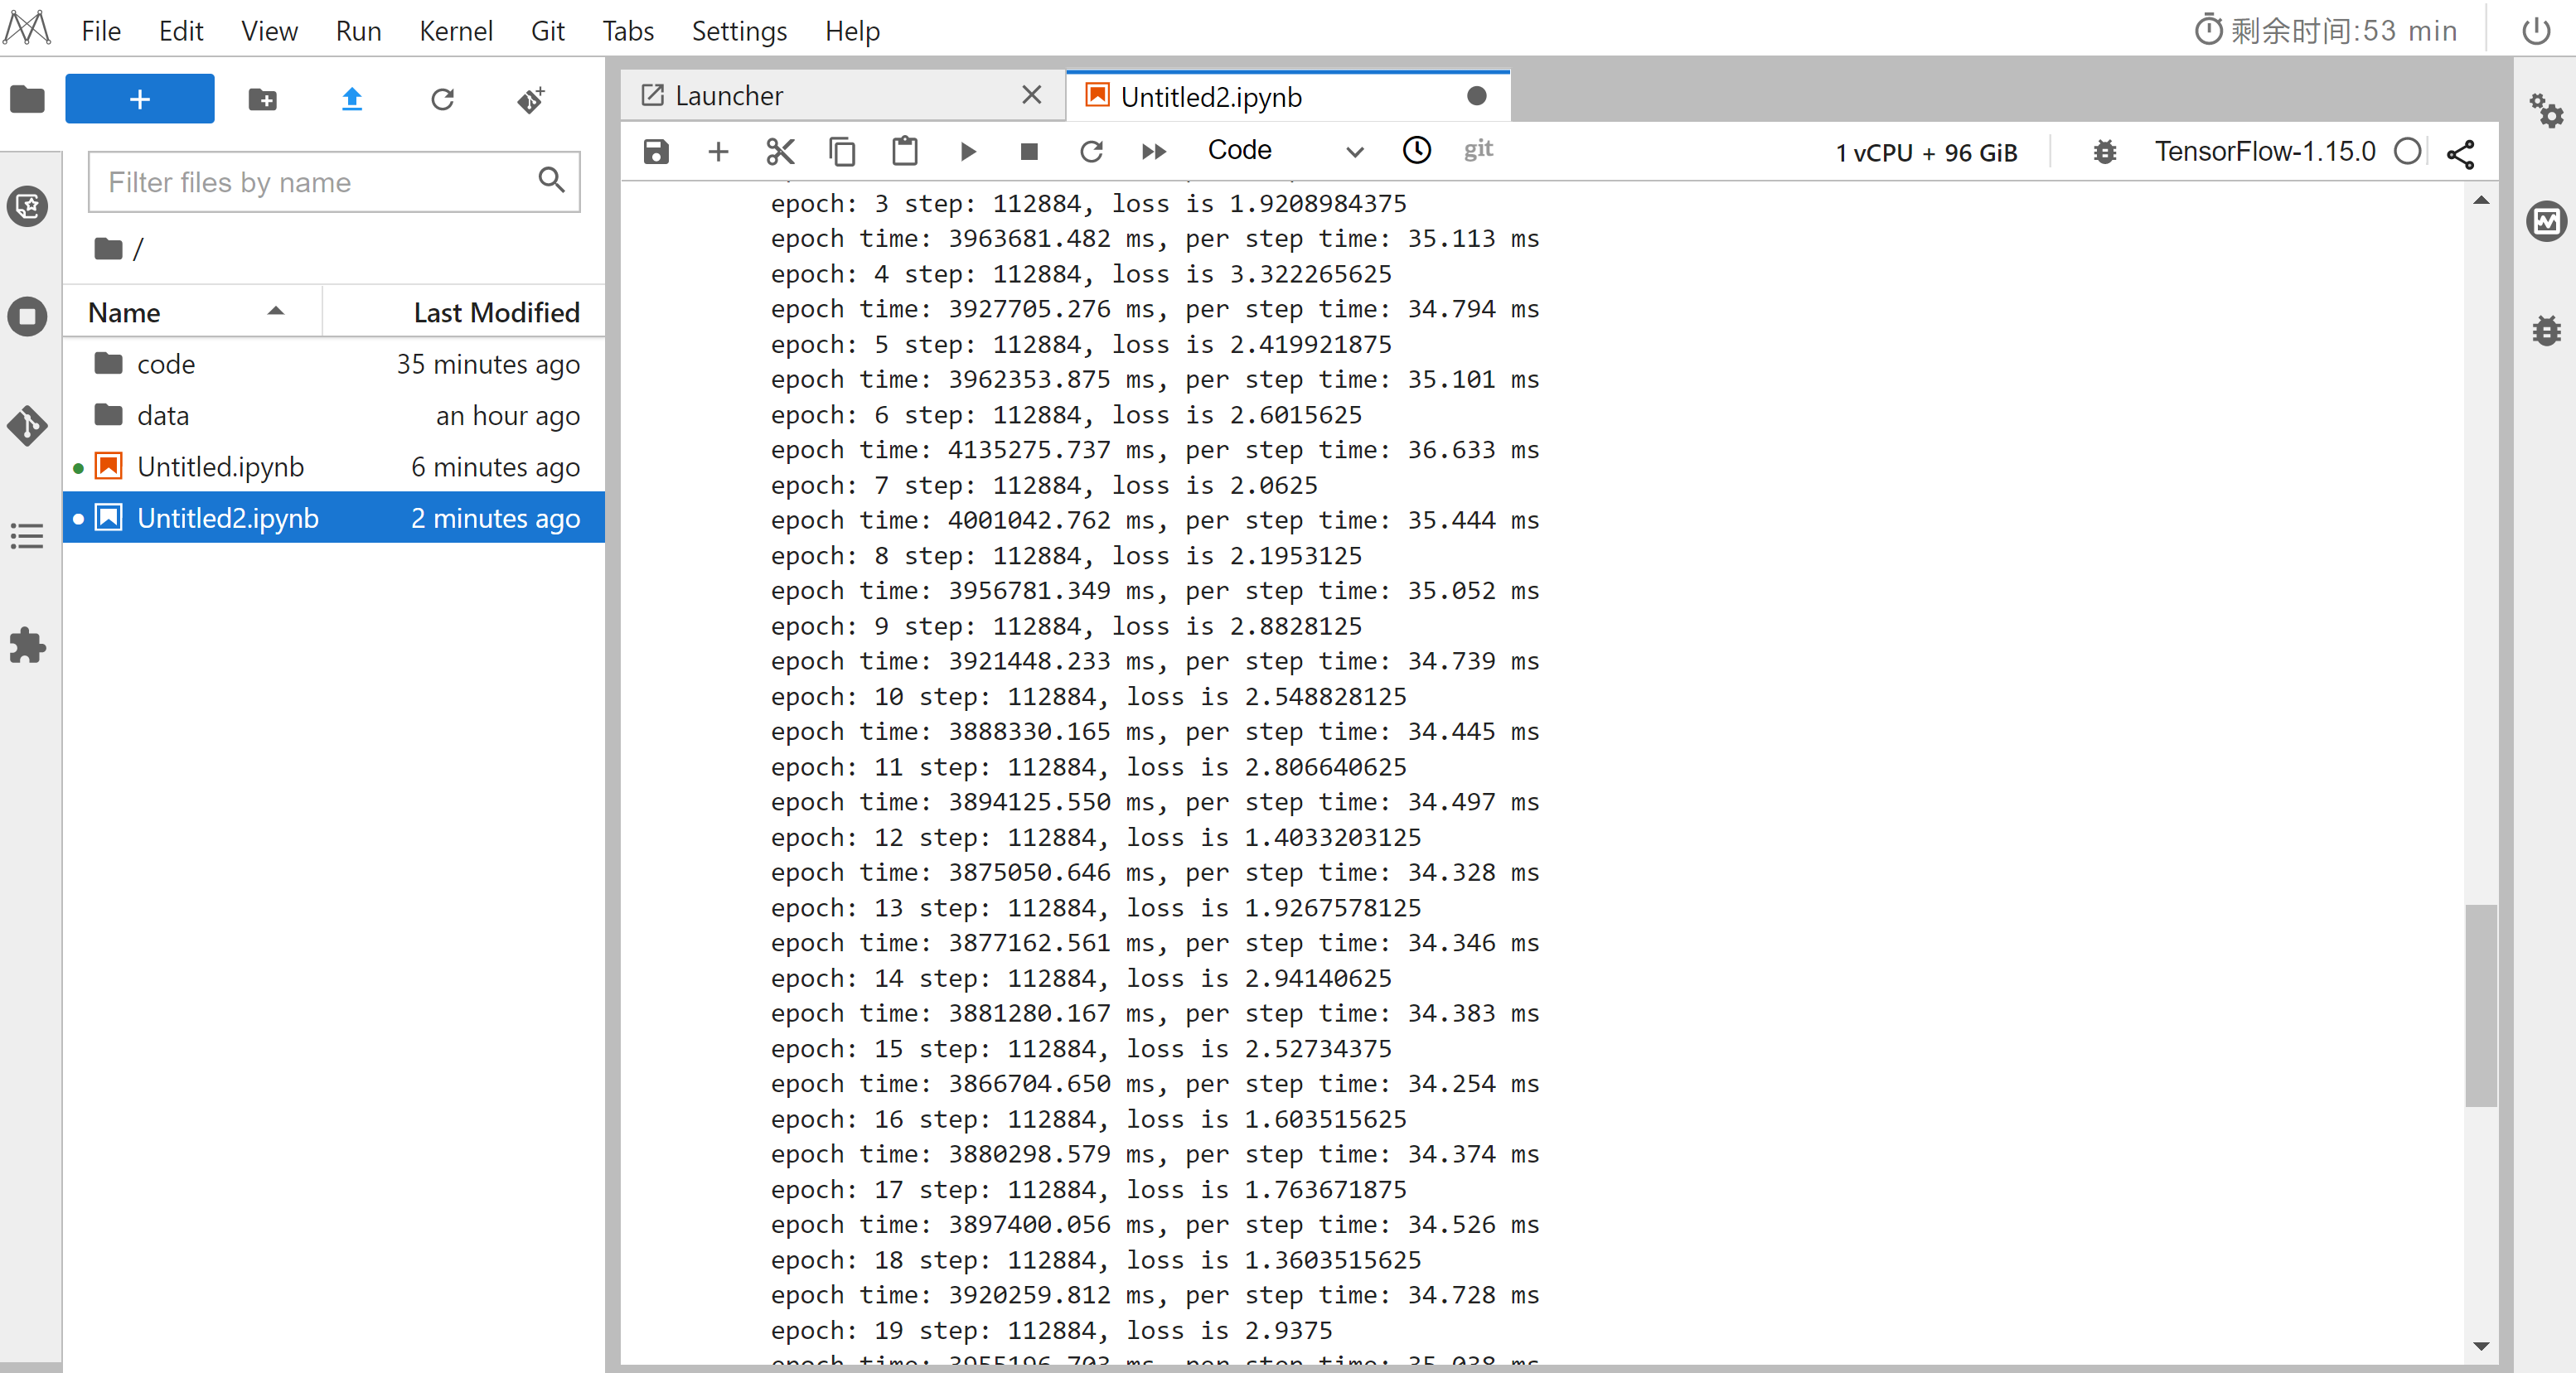 File Edit View Run Kernel Git Tabs Settings Help
剩余时间:53 min
Filter files by name
/
Name Last Modified
code 35 minutes ago
data an hour ago
Untitled.ipynb 6 minutes ago
Untitled2.ipynb 2 minutes ago
Launcher
Untitled2.ipynb
Code
git
1 vCPU + 96 GiB
TensorFlow-1.15.0
epoch: 3 step: 112884, loss is 1.9208984375
epoch time: 3963681.482 ms, per step time: 35.113 ms
epoch: 4 step: 112884, loss is 3.322265625
epoch time: 3927705.276 ms, per step time: 34.794 ms
epoch: 5 step: 112884, loss is 2.419921875
epoch time: 3962353.875 ms, per step time: 35.101 ms
epoch: 6 step: 112884, loss is 2.6015625
epoch time: 4135275.737 ms, per step time: 36.633 ms
epoch: 7 step: 112884, loss is 2.0625
epoch time: 4001042.762 ms, per step time: 35.444 ms
epoch: 8 step: 112884, loss is 2.1953125
epoch time: 3956781.349 ms, per step time: 35.052 ms
epoch: 9 step: 112884, loss is 2.8828125
epoch time: 3921448.233 ms, per step time: 34.739 ms
epoch: 10 step: 112884, loss is 2.548828125
epoch time: 3888330.165 ms, per step time: 34.445 ms
epoch: 11 step: 112884, loss is 2.806640625
epoch time: 3894125.550 ms, per step time: 34.497 ms
epoch: 12 step: 112884, loss is 1.4033203125
epoch time: 3875050.646 ms, per step time: 34.328 ms
epoch: 13 step: 112884, loss is 1.9267578125
epoch time: 3877162.561 ms, per step time: 34.346 ms
epoch: 14 step: 112884, loss is 2.94140625
epoch time: 3881280.167 ms, per step time: 34.383 ms
epoch: 15 step: 112884, loss is 2.52734375
epoch time: 3866704.650 ms, per step time: 34.254 ms
epoch: 16 step: 112884, loss is 1.603515625
epoch time: 3880298.579 ms, per step time: 34.374 ms
epoch: 17 step: 112884, loss is 1.763671875
epoch time: 3897400.056 ms, per step time: 34.526 ms
epoch: 18 step: 112884, loss is 1.3603515625
epoch time: 3920259.812 ms, per step time: 34.728 ms
epoch: 19 step: 112884, loss is 2.9375
epoch time: 3955196.703 ms, per step time: 35.038 ms